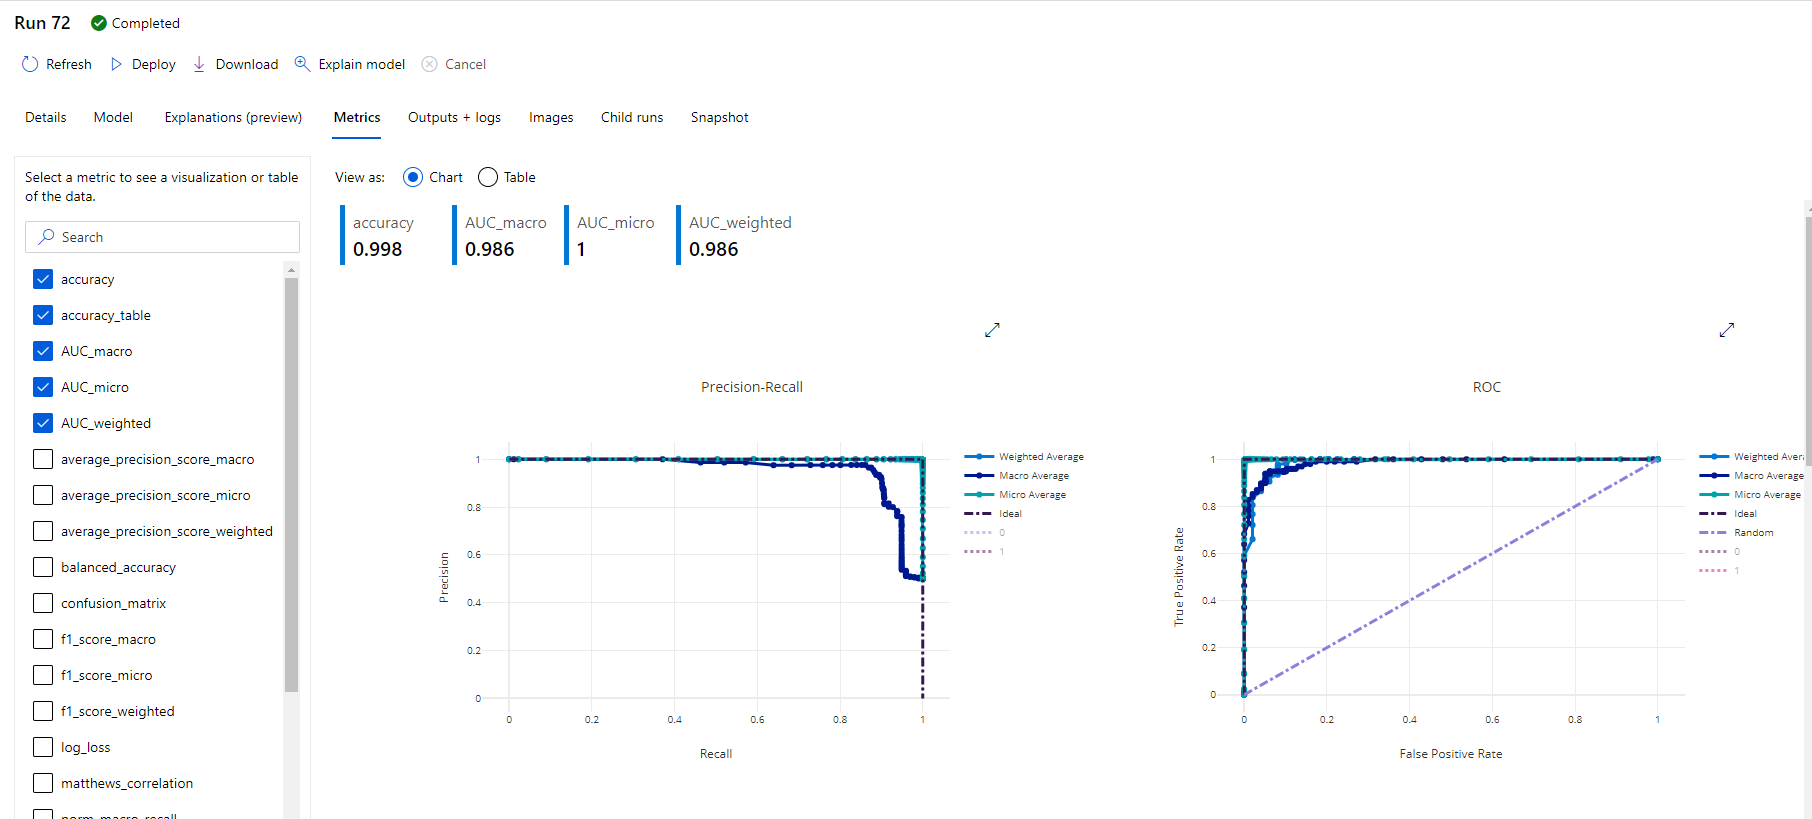 Run 72 Completed
Refresh Deploy Download Explain model Cancel
Details Model Explanations (preview) Metrics Outputs + logs Images Child runs Snapshot
Select a metric to see a visualization or table
of the data.
Search
accuracy
accuracy_table
AUC_macro
AUC_micro
AUC_weighted
average_precision_score_macro
average_precision_score_micro
average_precision_score_weighted
balanced_accuracy
confusion_matrix
f1_score_macro
f1_score_micro
f1_score_weighted
log_loss
matthews_correlation
norm_macro_recall
View as: Chart Table
accuracy AUC_macro AUC_micro AUC_weighted
0.998 0.986 1 0.986
Precision-Recall
Precision
1
0.8
0.6
0.4
0.2
0
0 0.2 0.4 0.6 0.8 1
Recall
Weighted Average
Macro Average
Micro Average
Ideal
0
1
ROC
True Positive Rate
1
0.8
0.6
0.4
0.2
0
0 0.2 0.4 0.6 0.8 1
False Positive Rate
Weighted Avera
Macro Average
Micro Average
Ideal
Random
0
1